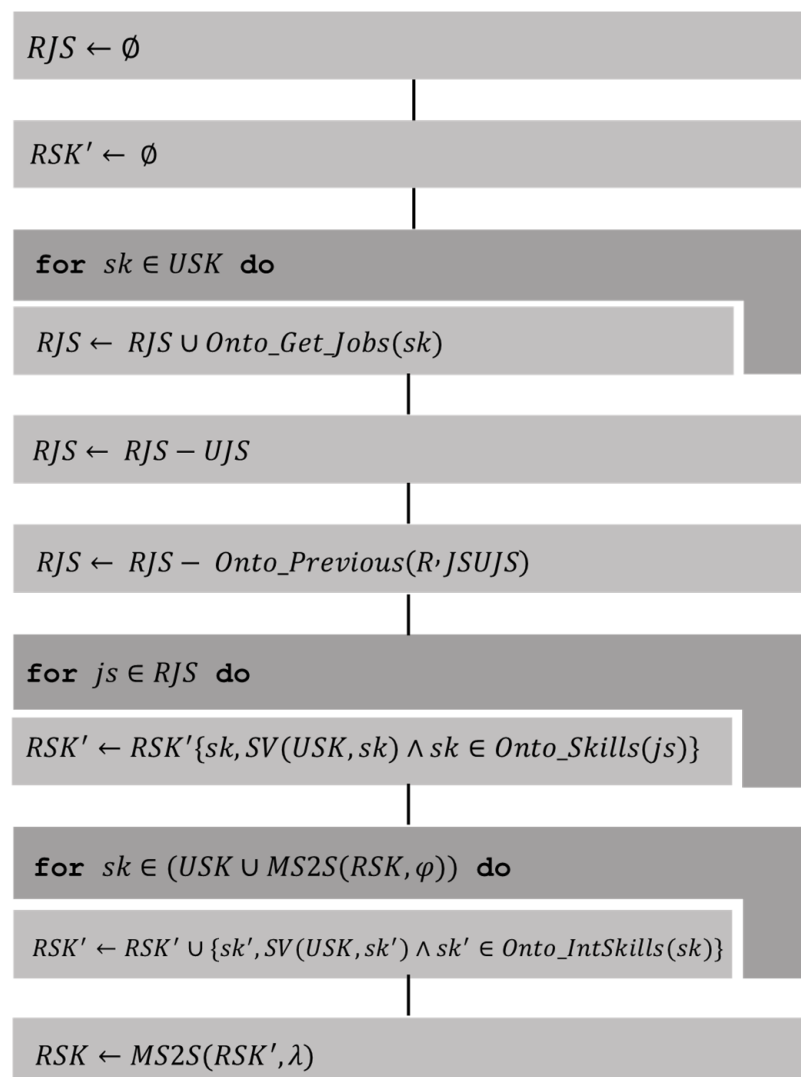 RJS ← ∅
RSK′ ← ∅
for sk ∈ USK do
RJS ← RJS ∪ Onto_Get_Jobs(sk)
RJS ← RJS − UJS
RJS ← RJS − Onto_Previous(R,JSUJS)
for js ∈ RJS do
RSK′ ← RSK′{sk, SV(USK, sk) ∧ sk ∈ Onto_Skills(js)}
for sk ∈ (USK ∪ MS2S(RSK, φ)) do
RSK′ ← RSK′ ∪ {sk′, SV(USK, sk′) ∧ sk′ ∈ Onto_IntSkills(sk)}
RSK ← MS2S(RSK′, λ)